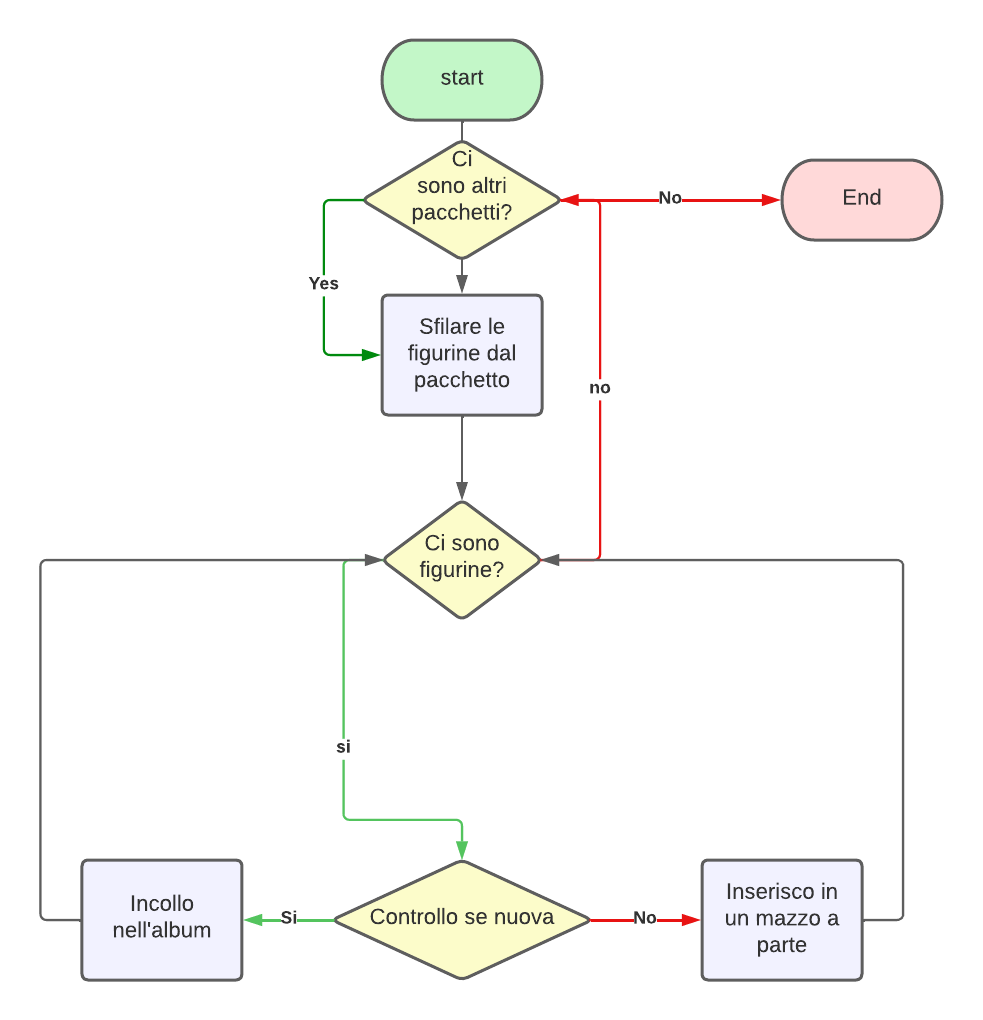 start
Ci
sono altri
pacchetti?
No
End
Yes
Sfilare le
figurine dal
pacchetto
no
Ci sono
figurine?
si
Incollo
nell'album
Si
Controllo se nuova
No
Inserisco in
un mazzo a
parte